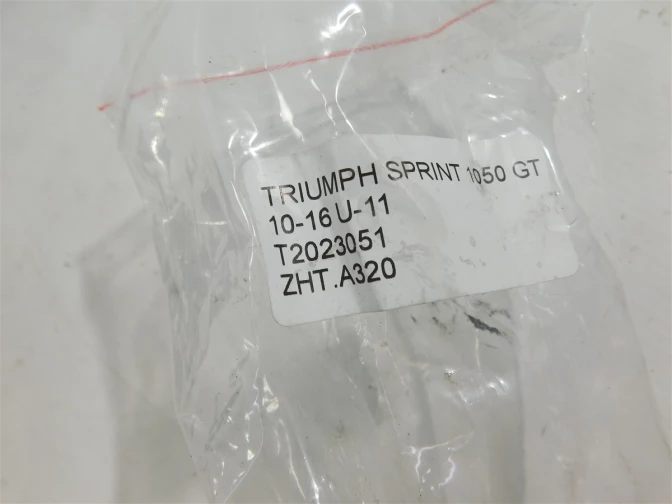 TRIUMPH SPRINT 1050 GT
10-16 U-11
T2023051
ZHT.A320